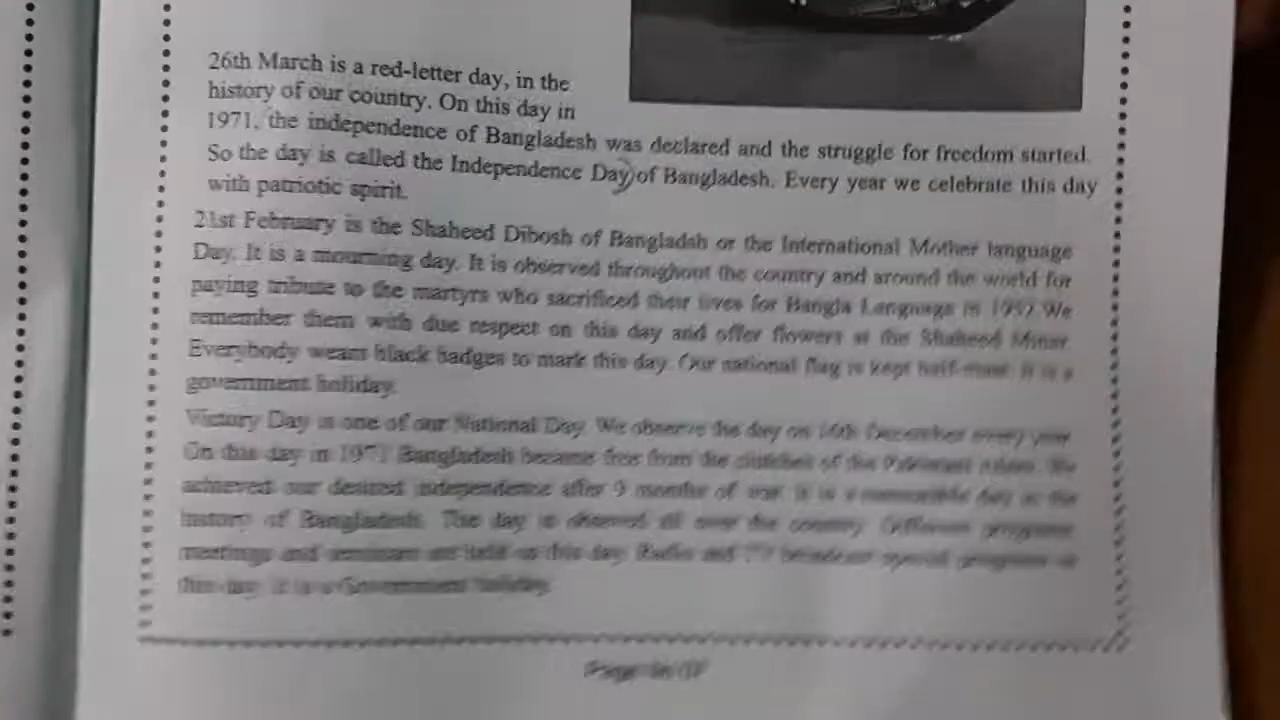 26th March is a red-letter day, in the
history of our country. On this day in
1971, the independence of Bangladesh was declared and the struggle for freedom started.
So the day is called the Independence Day of Bangladesh. Every year we celebrate this day
with patriotic spirit.
21st February is the Shaheed Dibosh of Bangladsh or the International Mother language
Day. It is a mourning day. It is observed throughout the country and around the world for
paying tribute to the martyrs who sacrificed their lives for Bangla Language in 1952 We
remember them with due respect on this day and offer flowers at the Shaheed Minar.
Everybody wears black badges to mark this day. Our national flag is kept half-mast. It is a
government holiday.
Victory Day is one of our National Day. We observe the day on 16th December every year.
On this day in 1971 Bangladesh became free from the clutches of the
achieved our desired independence after 9 months of war. It is a memorable day in the
history of Bangladesh. The day is observed all over the country. Different programs
meetings and seminars are held on this day. Radio and TV broadcast special programs
this day. It is a Government holiday.